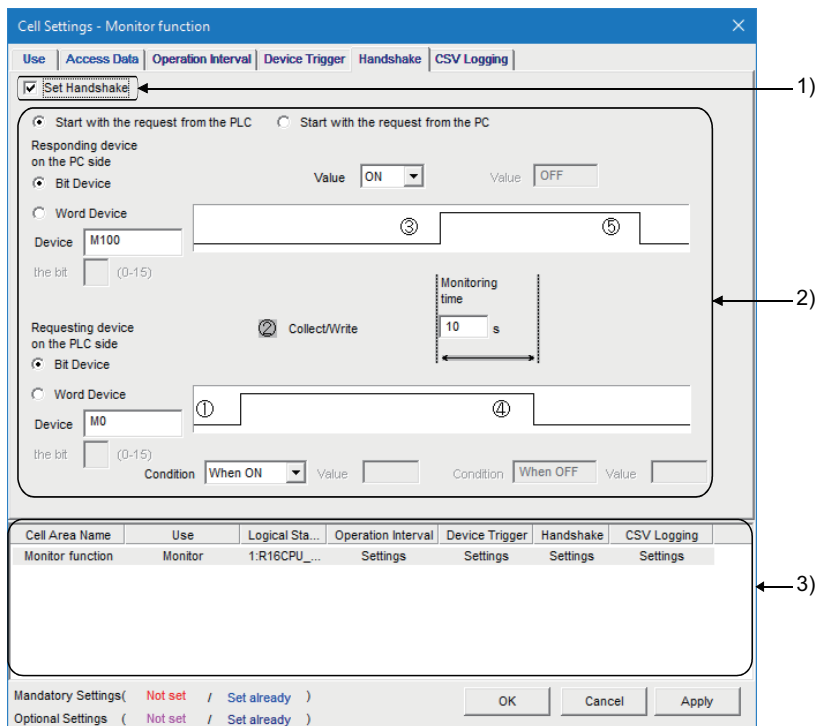 Cell Settings - Monitor function
Use Access Data Operation Interval Device Trigger Handshake CSV Logging
Set Handshake
1)
Start with the request from the PLC Start with the request from the PC
Responding device
on the PC side
Bit Device
Value ON Value OFF
Word Device
③ ⑤
Device M100
the bit (0-15)
Monitoring
time
2)
Requesting device
on the PLC side
② Collect/Write
10 s
Bit Device
Word Device
① ④
Device M0
the bit (0-15)
Condition When ON Value Condition When OFF Value
Cell Area Name Use Logical Sta... Operation Interval Device Trigger Handshake CSV Logging
Monitor function Monitor 1:R16CPU_... Settings Settings Settings Settings
3)
Mandatory Settings( Not set / Set already )
Optional Settings ( Not set / Set already )
OK Cancel Apply